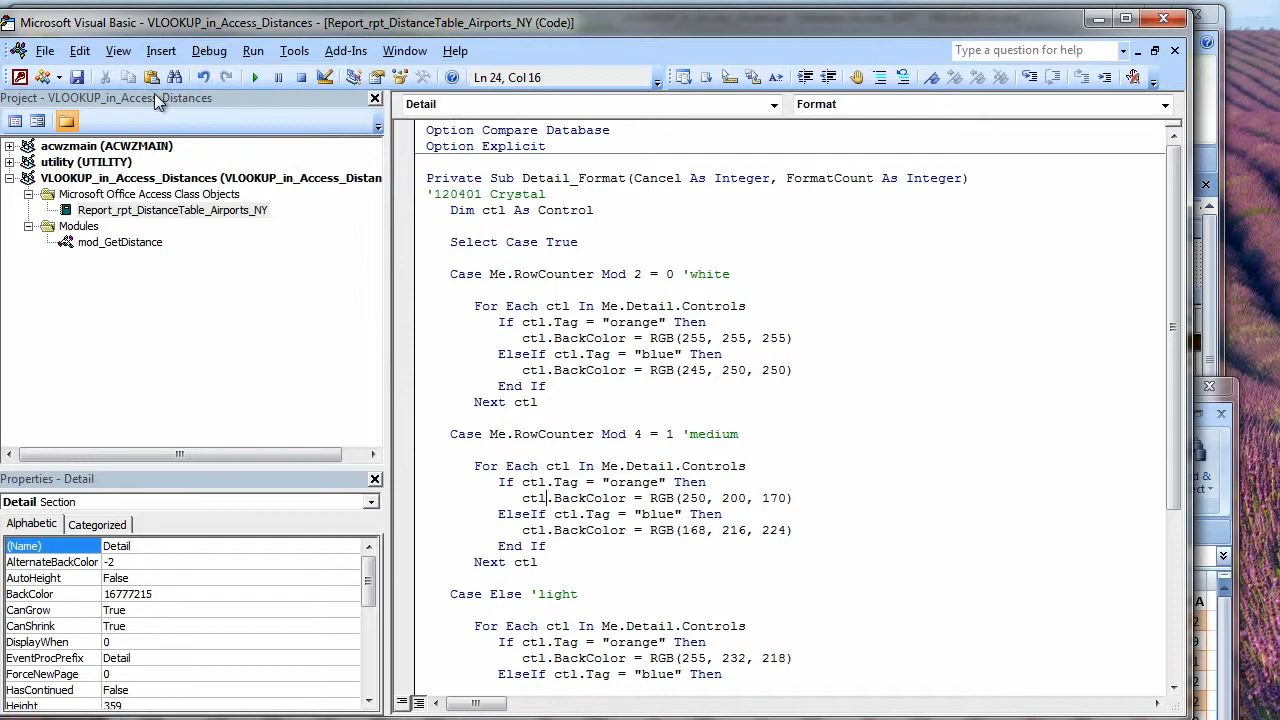 Microsoft Visual Basic - VLOOKUP_in_Access_Distances - [Report_rpt_DistanceTable_Airports_NY (Code)]
File Edit View Insert Debug Run Tools Add-Ins Window Help
Type a question for help
Ln 24, Col 16
Project - VLOOKUP_in_Access_Distances
acwzmain (ACWZMAIN)
utility (UTILITY)
VLOOKUP_in_Access_Distances (VLOOKUP_in_Access_Distan
Microsoft Office Access Class Objects
Report_rpt_DistanceTable_Airports_NY
Modules
mod_GetDistance
Properties - Detail
Detail Section
Alphabetic Categorized
(Name) Detail
AlternateBackColor -2
AutoHeight False
BackColor 16777215
CanGrow True
CanShrink True
DisplayWhen 0
EventProcPrefix Detail
ForceNewPage 0
HasContinued False
Height 359
Detail Format
Option Compare Database
Option Explicit
Private Sub Detail_Format(Cancel As Integer, FormatCount As Integer)
'120401 Crystal
Dim ctl As Control
Select Case True
Case Me.RowCounter Mod 2 = 0 'white
For Each ctl In Me.Detail.Controls
If ctl.Tag = "orange" Then
ctl.BackColor = RGB(255, 255, 255)
ElseIf ctl.Tag = "blue" Then
ctl.BackColor = RGB(245, 250, 250)
End If
Next ctl
Case Me.RowCounter Mod 4 = 1 'medium
For Each ctl In Me.Detail.Controls
If ctl.Tag = "orange" Then
ctl.BackColor = RGB(250, 200, 170)
ElseIf ctl.Tag = "blue" Then
ctl.BackColor = RGB(168, 216, 224)
End If
Next ctl
Case Else 'light
For Each ctl In Me.Detail.Controls
If ctl.Tag = "orange" Then
ctl.BackColor = RGB(255, 232, 218)
ElseIf ctl.Tag = "blue" Then